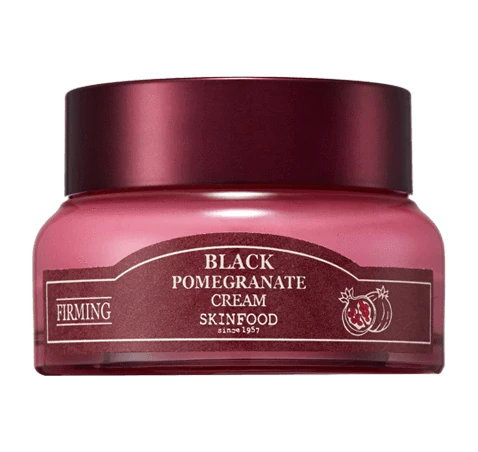 BLACK
POMEGRANATE
CREAM
SKINFOOD
since 1957
FIRMING